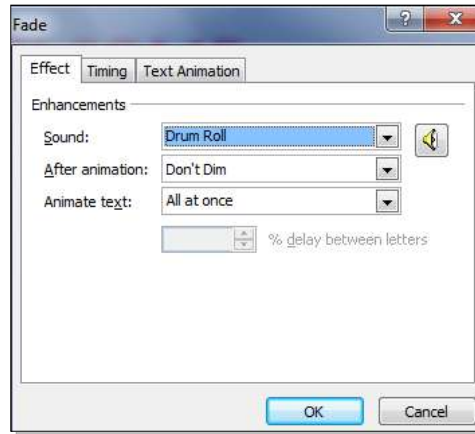 Fade
Effect Timing Text Animation
Enhancements
Sound: Drum Roll
After animation: Don't Dim
Animate text: All at once
% delay between letters
OK Cancel